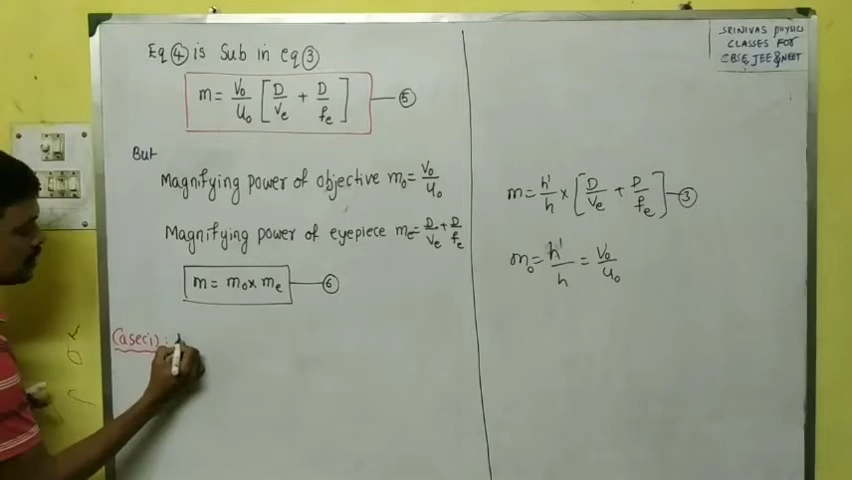 Eq ④ is Sub in eq ③
m = V₀/u₀ [D/Vₑ + D/fₑ] — ⑤
But
Magnifying power of objective m₀ = V₀/u₀
Magnifying power of eyepiece mₑ = D/Vₑ + D/fₑ
m = m₀ x mₑ — ⑥
Case(i) :
SRINIVAS PHYSICS
CLASSES FOR
CBSE, JEE & NEET
m = h'/h x [D/Vₑ + D/fₑ] — ③
m₀ = h'/h = V₀/u₀